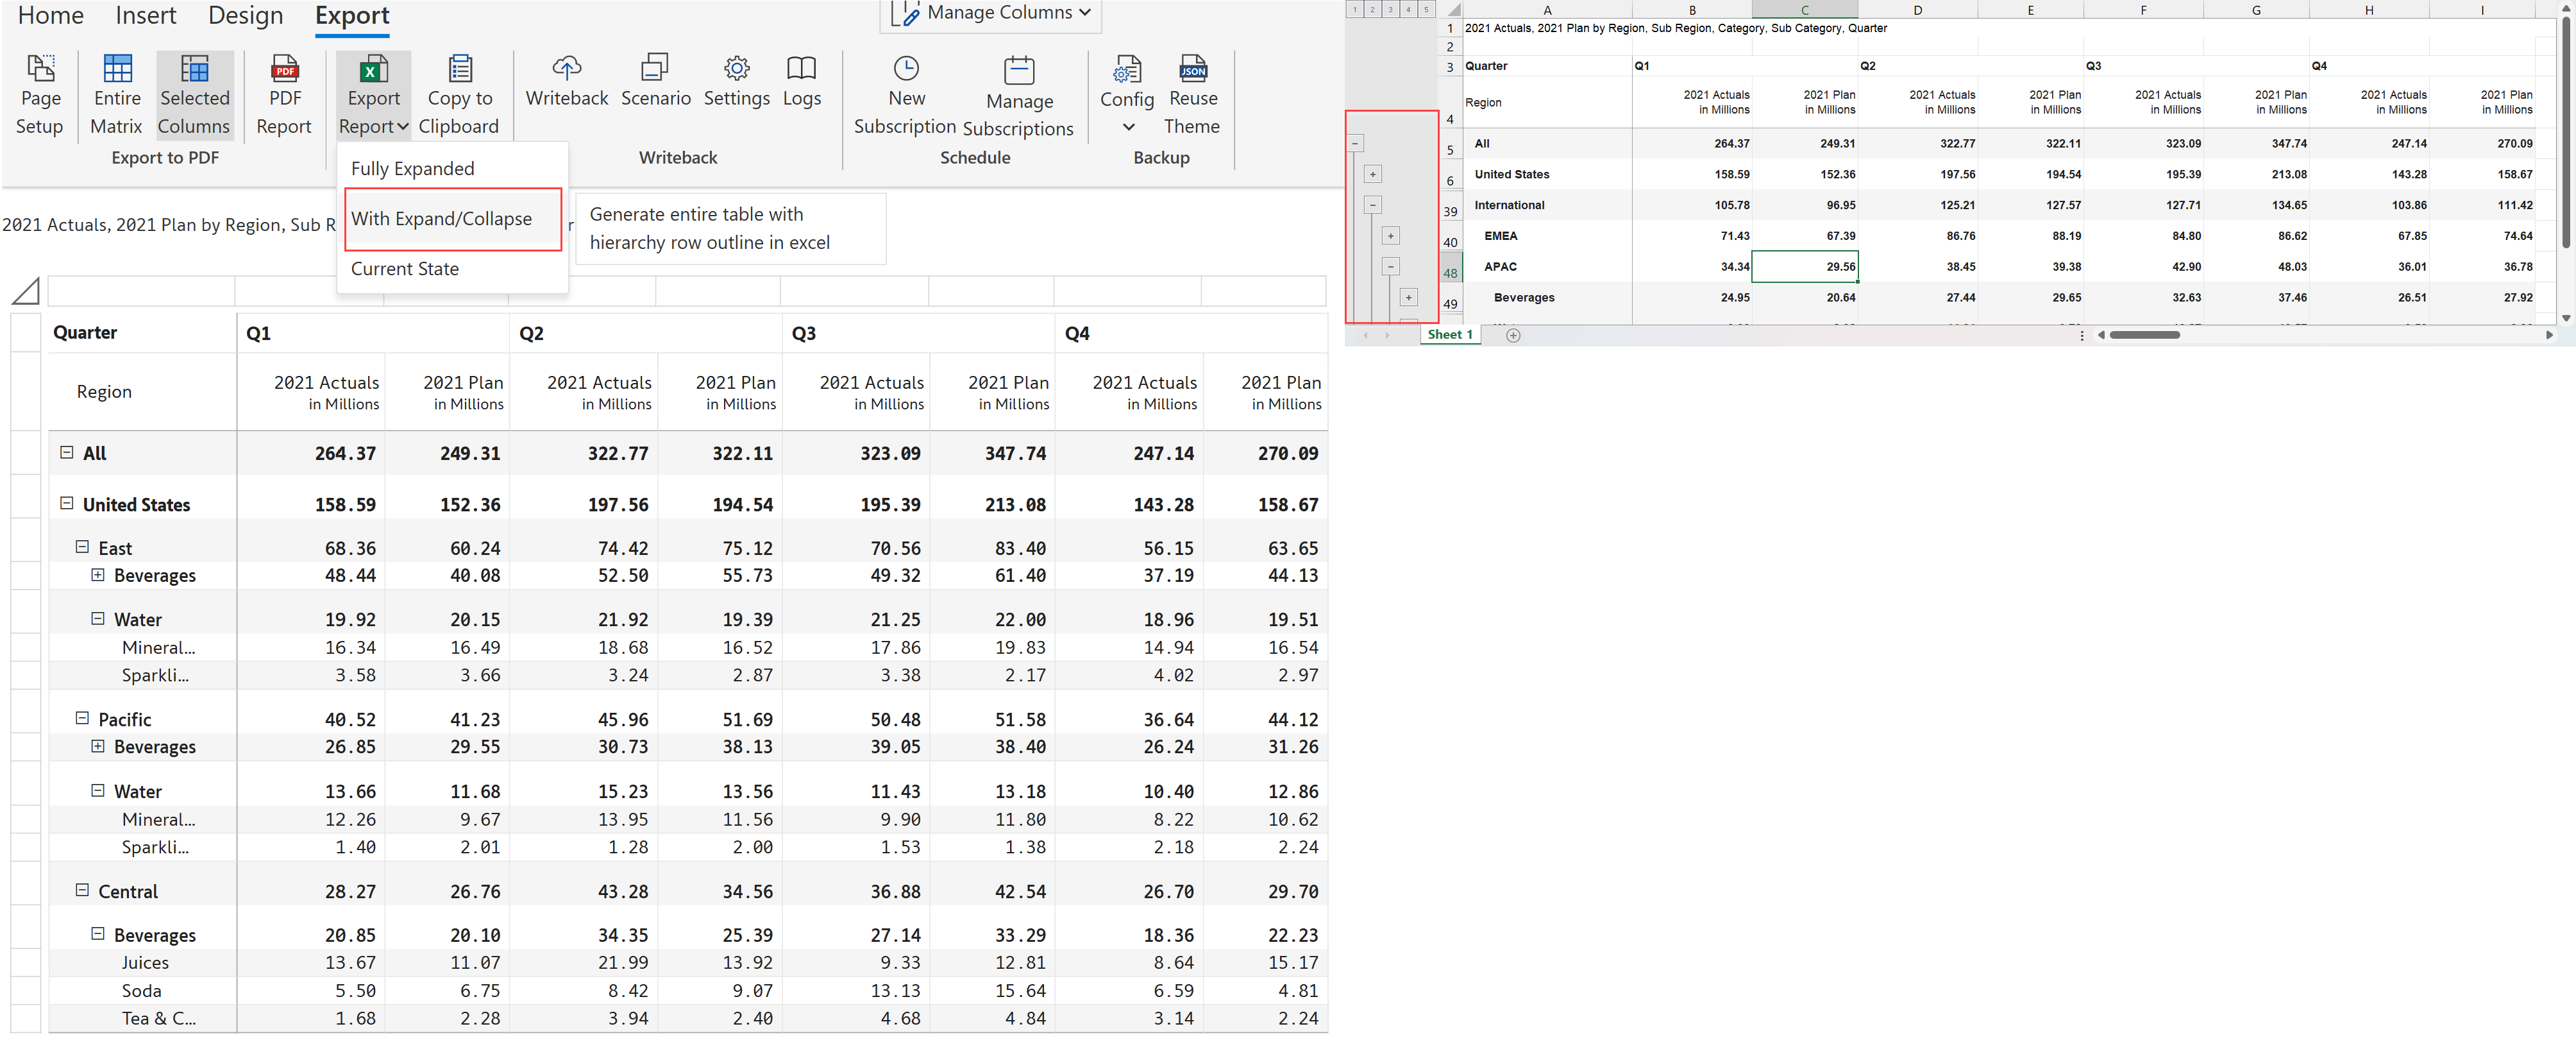 Home Insert Design Export
Manage Columns
Page Setup
Entire Matrix
Selected Columns
Export to PDF
PDF Report
Export Report
Copy to Clipboard
Writeback Scenario Settings Logs
Writeback
New Subscription
Manage Subscriptions
Schedule
Config
Reuse Theme
Backup
JSON
PDF
Fully Expanded
With Expand/Collapse
Current State
Generate entire table with
hierarchy row outline in excel
2021 Actuals, 2021 Plan by Region, Sub R
Quarter Q1 Q2 Q3 Q4
Region 2021 Actuals in Millions 2021 Plan in Millions 2021 Actuals in Millions 2021 Plan in Millions 2021 Actuals in Millions 2021 Plan in Millions 2021 Actuals in Millions 2021 Plan in Millions
All 264.37 249.31 322.77 322.11 323.09 347.74 247.14 270.09
United States 158.59 152.36 197.56 194.54 195.39 213.08 143.28 158.67
East 68.36 60.24 74.42 75.12 70.56 83.40 56.15 63.65
Beverages 48.44 40.08 52.50 55.73 49.32 61.40 37.19 44.13
Water 19.92 20.15 21.92 19.39 21.25 22.00 18.96 19.51
Mineral... 16.34 16.49 18.68 16.52 17.86 19.83 14.94 16.54
Sparkli... 3.58 3.66 3.24 2.87 3.38 2.17 4.02 2.97
Pacific 40.52 41.23 45.96 51.69 50.48 51.58 36.64 44.12
Beverages 26.85 29.55 30.73 38.13 39.05 38.40 26.24 31.26
Water 13.66 11.68 15.23 13.56 11.43 13.18 10.40 12.86
Mineral... 12.26 9.67 13.95 11.56 9.90 11.80 8.22 10.62
Sparkli... 1.40 2.01 1.28 2.00 1.53 1.38 2.18 2.24
Central 28.27 26.76 43.28 34.56 36.88 42.54 26.70 29.70
Beverages 20.85 20.10 34.35 25.39 27.14 33.29 18.36 22.23
Juices 13.67 11.07 21.99 13.92 9.33 12.81 8.64 15.17
Soda 5.50 6.75 8.42 9.07 13.13 15.64 6.59 4.81
Tea & C... 1.68 2.28 3.94 2.40 4.68 4.84 3.14 2.24
1 2 3 4 5 A B C D E F G H I
1 2021 Actuals, 2021 Plan by Region, Sub Region, Category, Sub Category, Quarter
2
3 Quarter Q1 Q2 Q3 Q4
4 Region 2021 Actuals in Millions 2021 Plan in Millions 2021 Actuals in Millions 2021 Plan in Millions 2021 Actuals in Millions 2021 Plan in Millions 2021 Actuals in Millions 2021 Plan in Millions
5 All 264.37 249.31 322.77 322.11 323.09 347.74 247.14 270.09
6 United States 158.59 152.36 197.56 194.54 195.39 213.08 143.28 158.67
39 International 105.78 96.95 125.21 127.57 127.71 134.65 103.86 111.42
40 EMEA 71.43 67.39 86.76 88.19 84.80 86.62 67.85 74.64
48 APAC 34.34 29.56 38.45 39.38 42.90 48.03 36.01 36.78
49 Beverages 24.95 20.64 27.44 29.65 32.63 37.46 26.51 27.92
Sheet 1